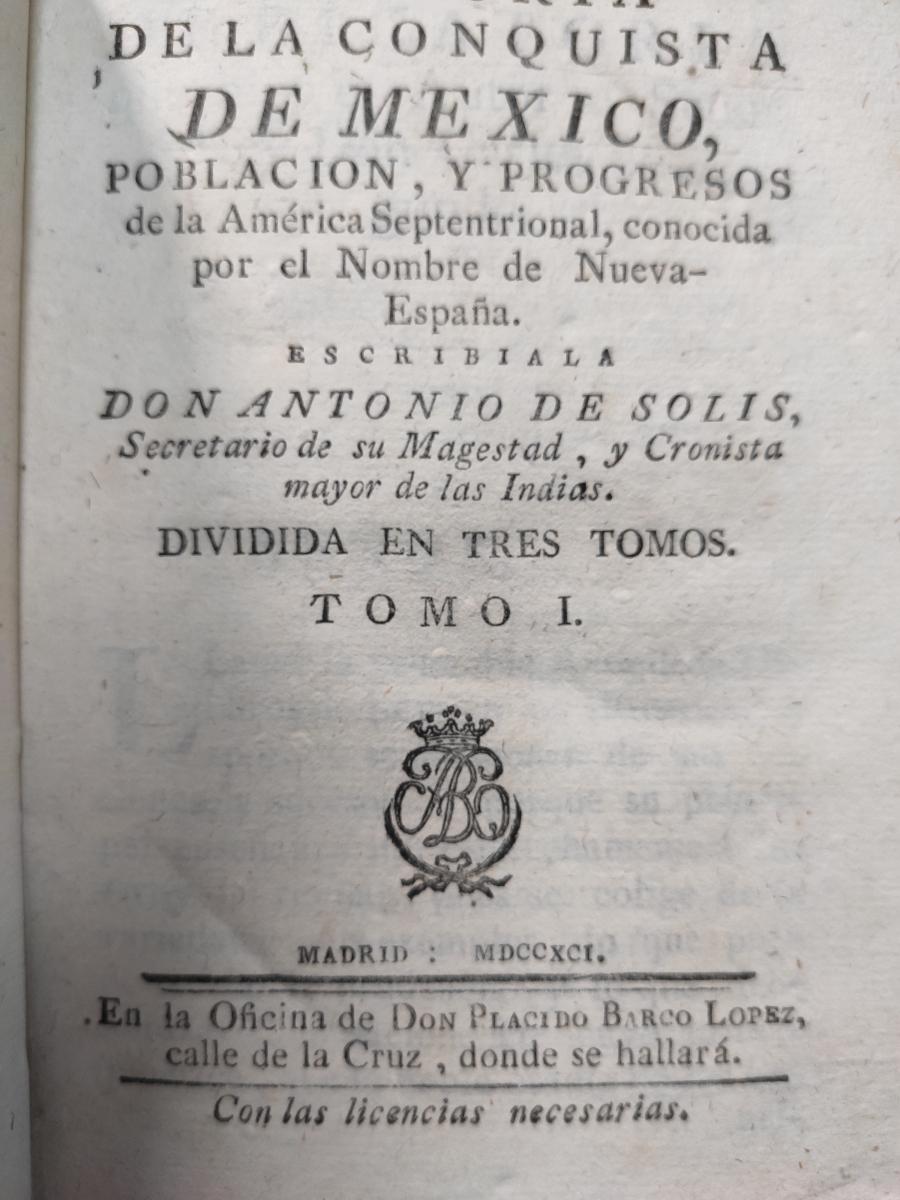 DE LA CONQUISTA
DE MEXICO,
POBLACION, Y PROGRESOS
de la América Septentrional, conocida
por el Nombre de Nueva-
España.
ESCRIBIALA
DON ANTONIO DE SOLIS,
Secretario de su Magestad, y Cronista
mayor de las Indias.
DIVIDIDA EN TRES TOMOS.
TOMO I.
MADRID: MDCCXCI.
En la Oficina de DON PLACIDO BARCO LOPEZ,
calle de la Cruz, donde se hallará.
Con las licencias necesarias.